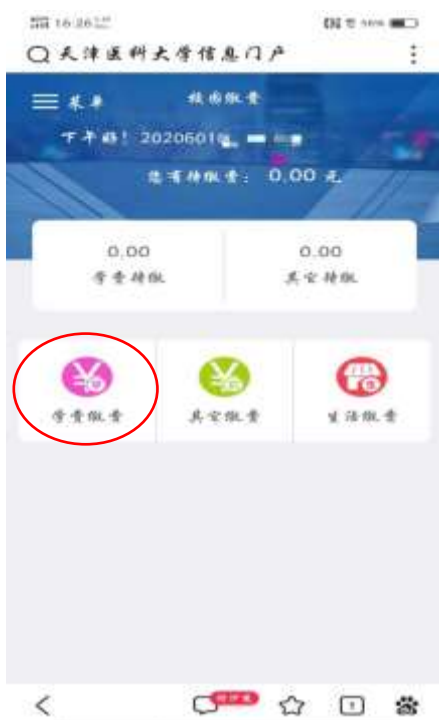 16:26
56%
天津医科大学信息门户
菜单
校园缴费
下午好! 2020601
您有待缴费: 0.00 元
0.00
0.00
学费待缴
其它待缴
学费缴费
其它缴费
生活缴费